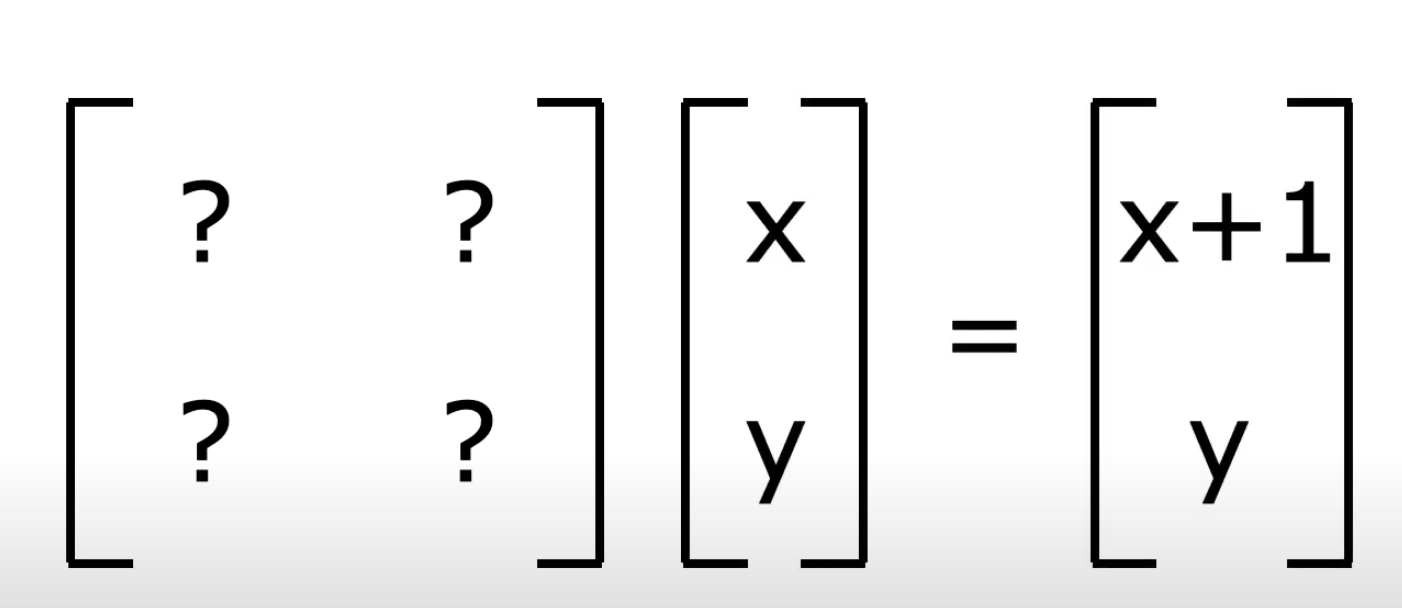 ? ? x = x+1
? ? y y